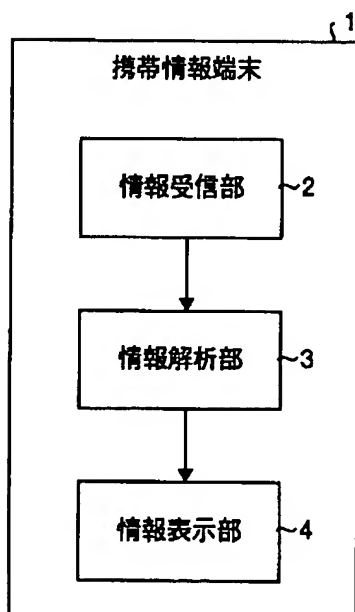 1
携帯情報端末
情報受信部 ~2
情報解析部 ~3
情報表示部 ~4